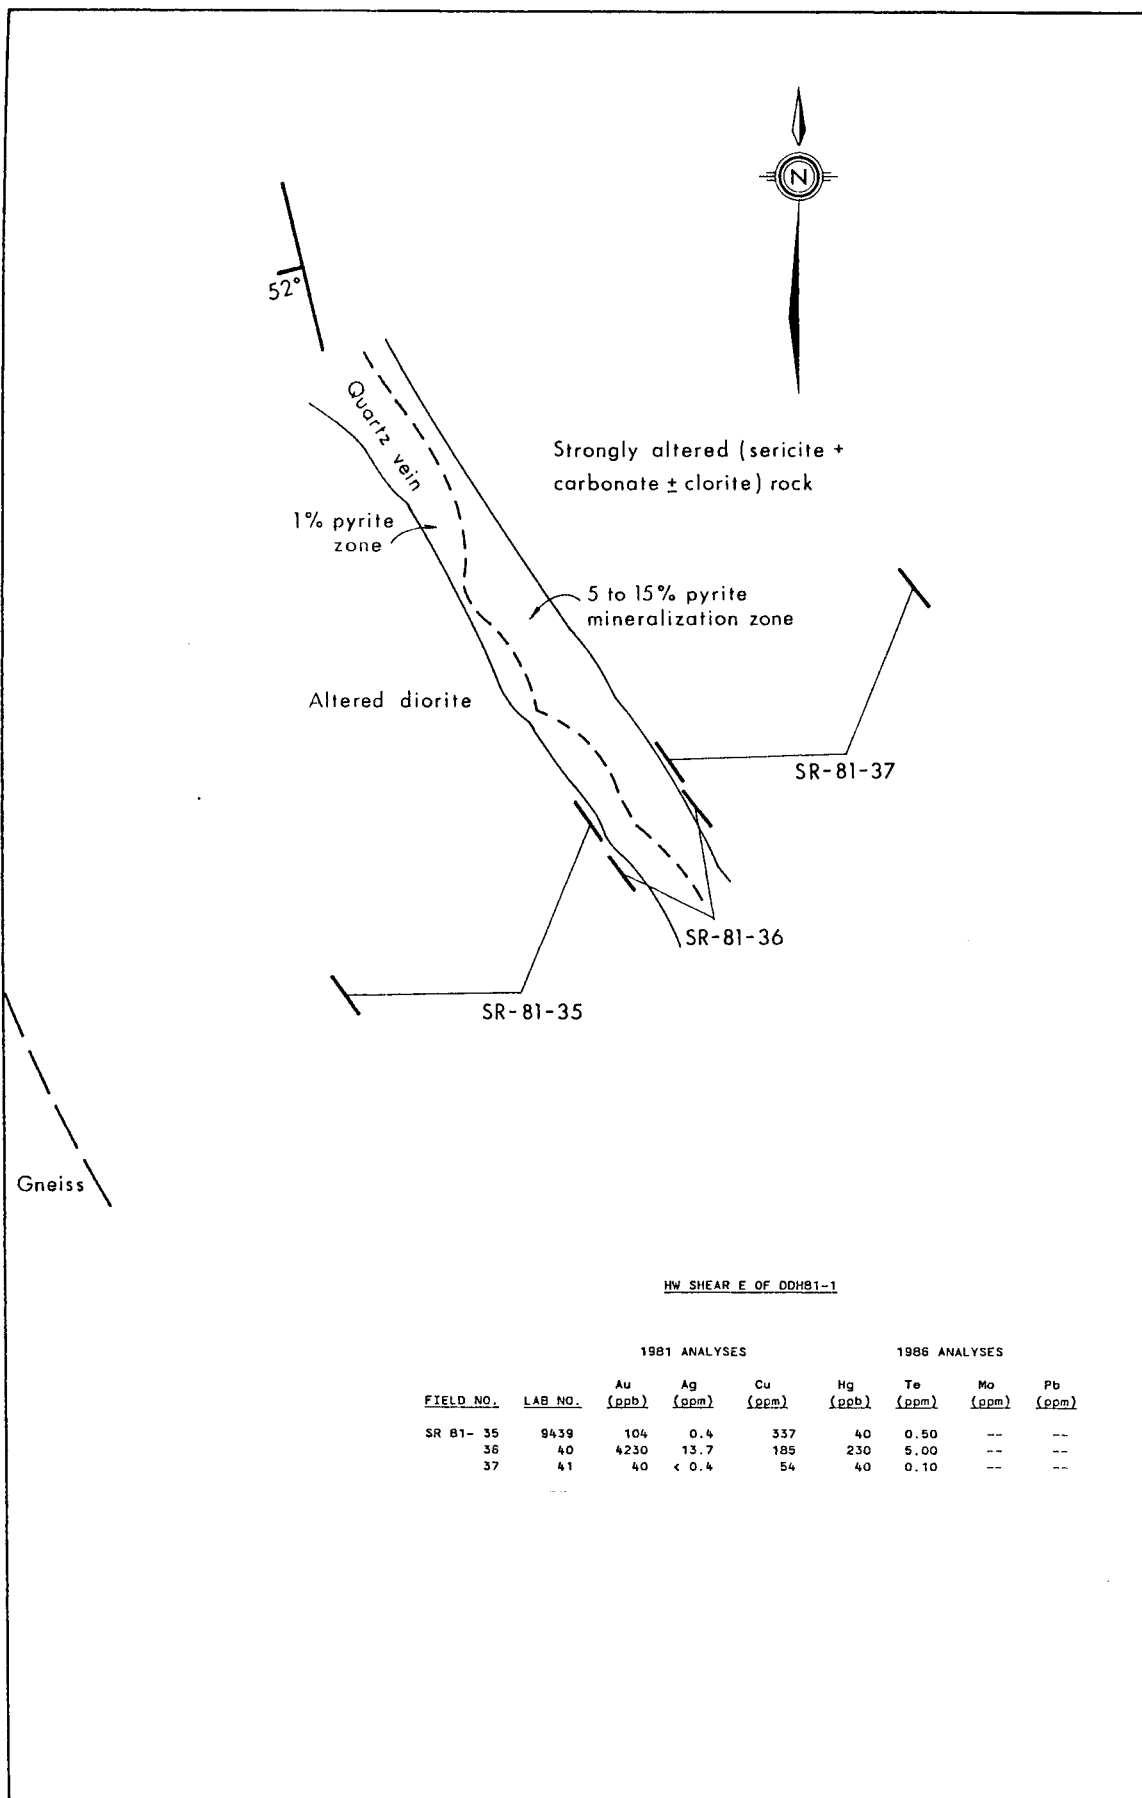 N
52°
Quartz vein
Strongly altered (sericite +
carbonate ± clorite) rock
1% pyrite
zone
5 to 15% pyrite
mineralization zone
Altered diorite
SR-81-37
SR-81-36
SR-81-35
Gneiss
HW SHEAR E OF DDH81-1
1981 ANALYSES 1986 ANALYSES
Au Ag Cu Hg Te Mo Pb
FIELD NO. LAB NO. (ppb) (ppm) (ppm) (ppb) (ppm) (ppm) (ppm)
SR 81- 35 9439 104 0.4 337 40 0.50 -- --
36 40 4230 13.7 185 230 5.00 -- --
37 41 40 < 0.4 54 40 0.10 -- --